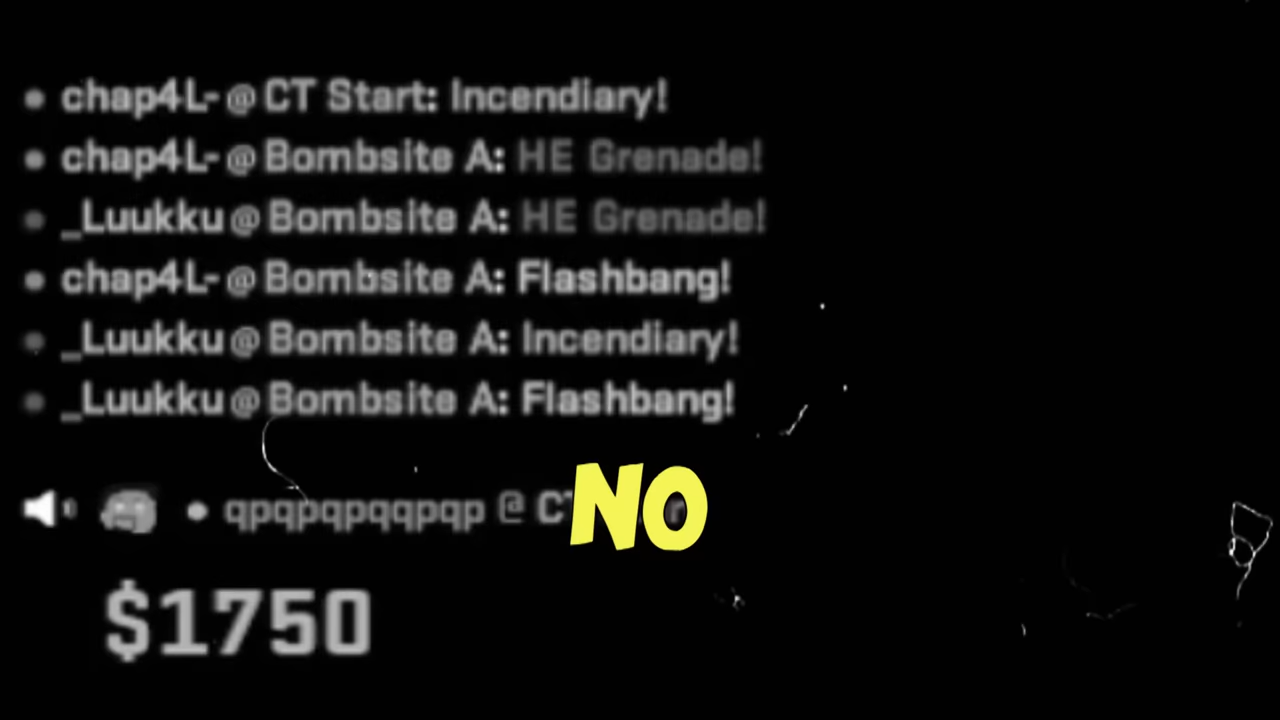 chap4L- @ CT Start: Incendiary!
chap4L- @ Bombsite A: HE Grenade!
_Luukku @ Bombsite A: HE Grenade!
chap4L- @ Bombsite A: Flashbang!
_Luukku @ Bombsite A: Incendiary!
_Luukku @ Bombsite A: Flashbang!
qpqpqpqqpqp @
NO
$1750